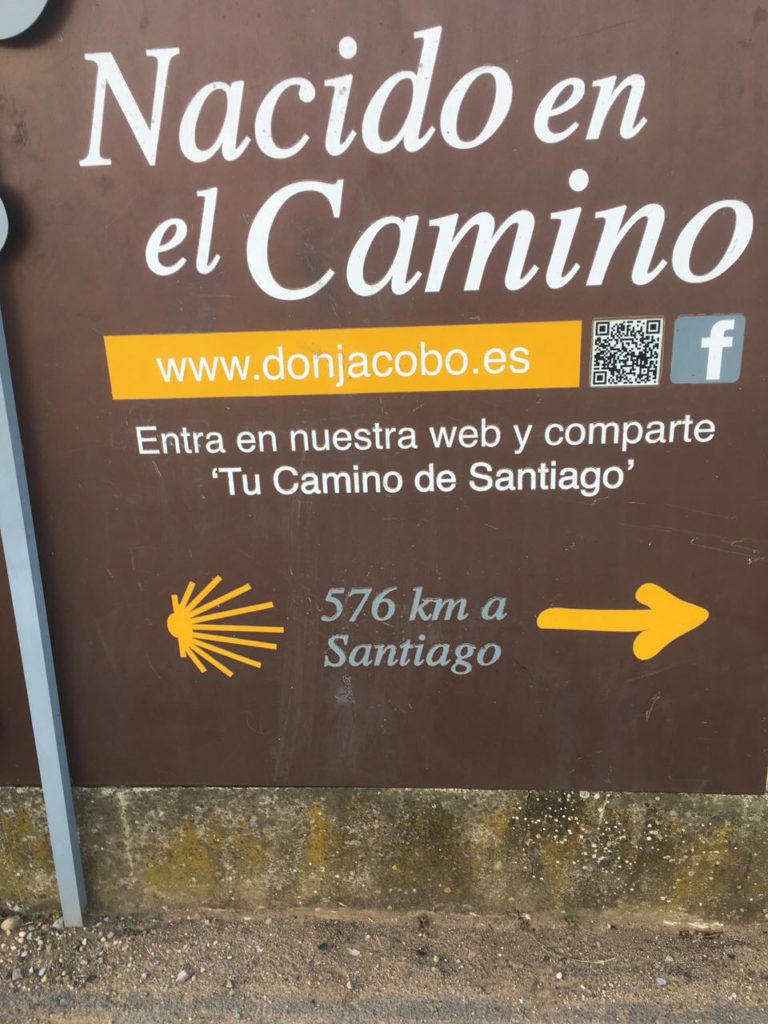 Nacido en
el Camino
www.donjacobo.es
f
Entra en nuestra web y comparte
‘Tu Camino de Santiago’
576 km a
Santiago